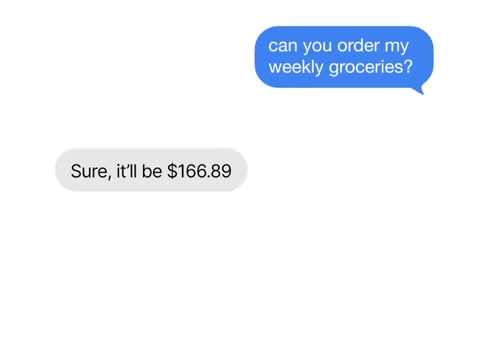 can you order my
weekly groceries?
Sure, it’ll be $166.89